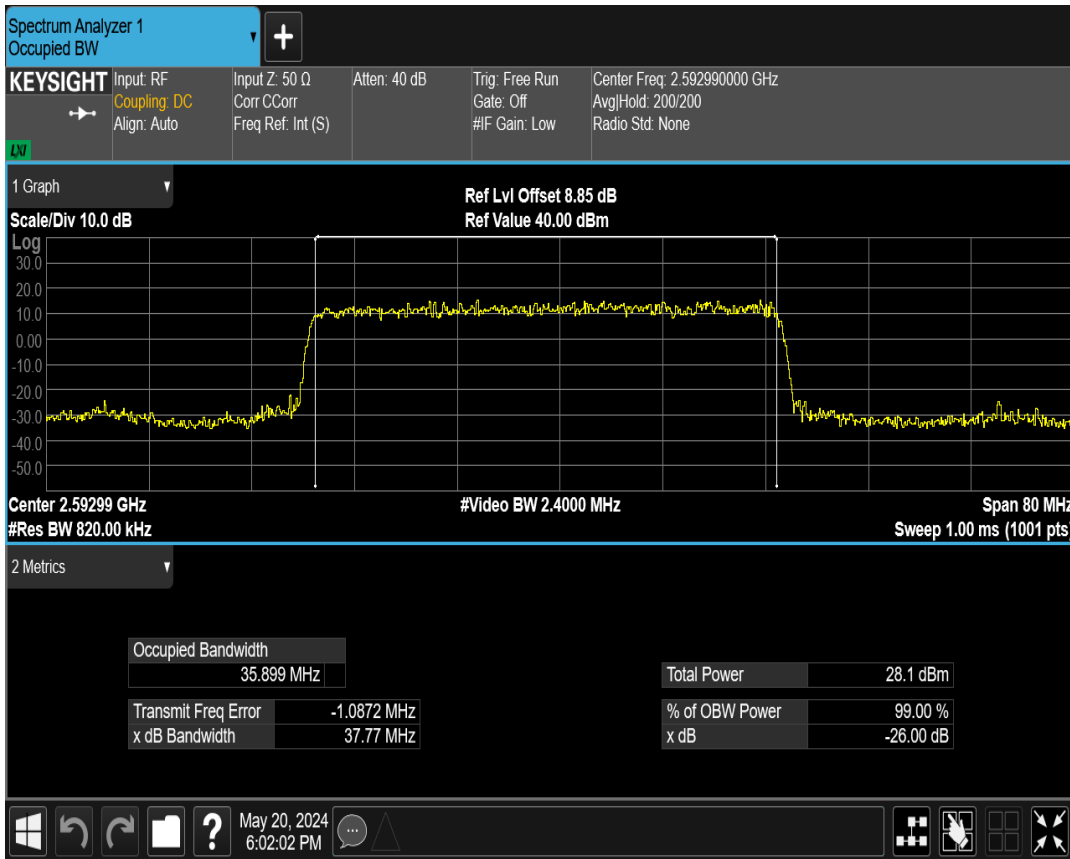 Spectrum Analyzer 1
Occupied BW
+
KEYSIGHT
Input: RF
Coupling: DC
Align: Auto
Input Z: 50 Ω
Corr CCorr
Freq Ref: Int (S)
Atten: 40 dB
Trig: Free Run
Gate: Off
#IF Gain: Low
Center Freq: 2.592990000 GHz
Avg|Hold: 200/200
Radio Std: None
LXI
1 Graph
Scale/Div 10.0 dB
Ref Lvl Offset 8.85 dB
Ref Value 40.00 dBm
Log
30.0
20.0
10.0
0.00
-10.0
-20.0
-30.0
-40.0
-50.0
Center 2.59299 GHz
#Res BW 820.00 kHz
#Video BW 2.4000 MHz
Span 80 MHz
Sweep 1.00 ms (1001 pts)
2 Metrics
Occupied Bandwidth
35.899 MHz
Transmit Freq Error -1.0872 MHz
x dB Bandwidth 37.77 MHz
Total Power 28.1 dBm
% of OBW Power 99.00 %
x dB -26.00 dB
?
May 20, 2024
6:02:02 PM